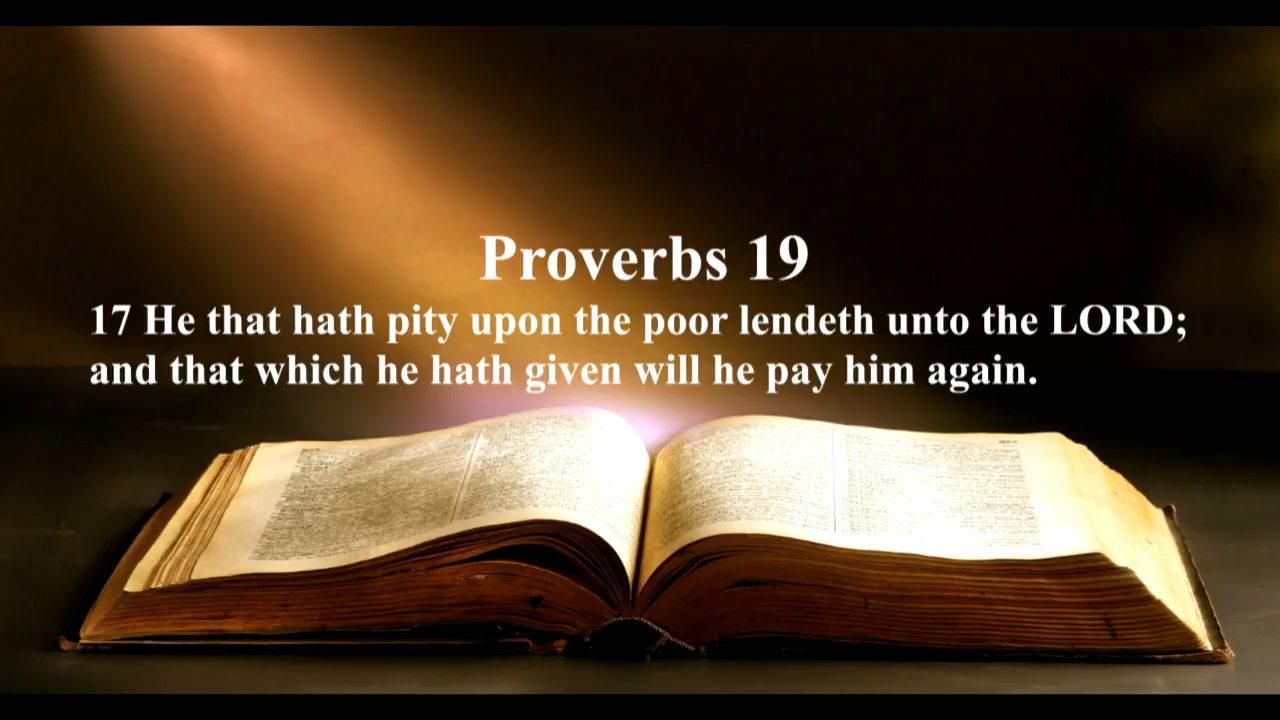 Proverbs 19
17 He that hath pity upon the poor lendeth unto the LORD;
and that which he hath given will he pay him again.